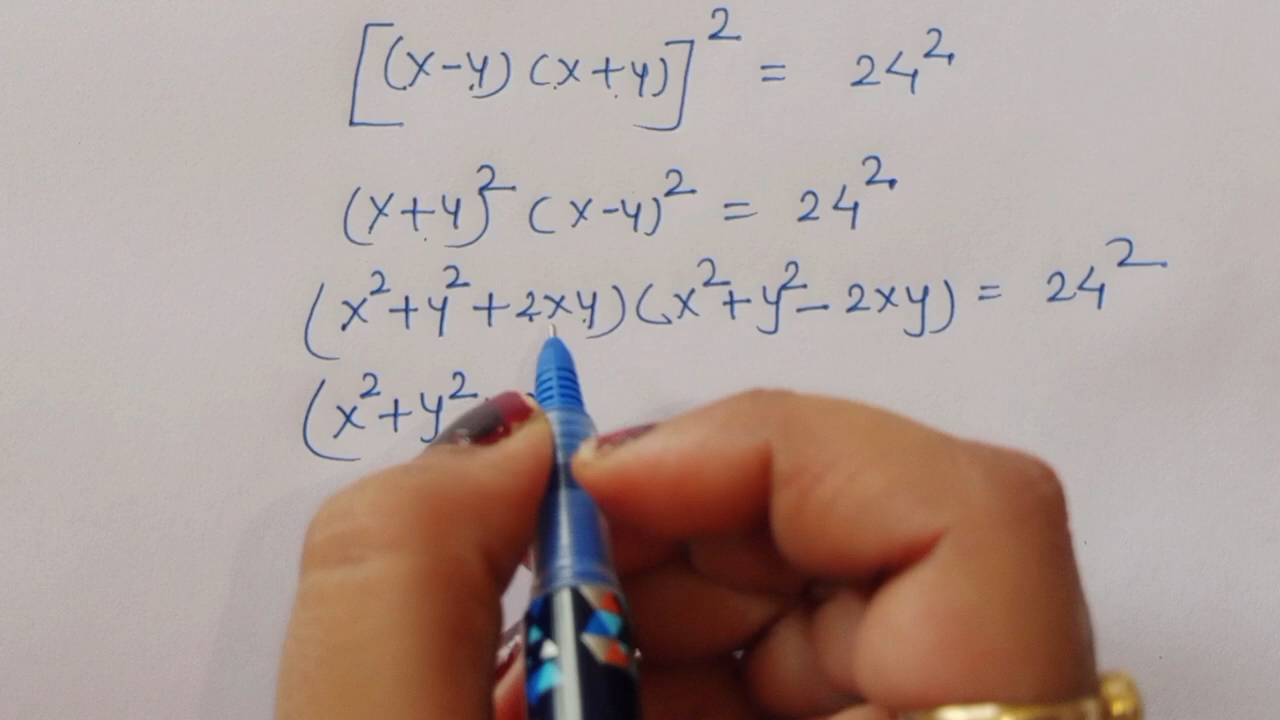 [(x-y)(x+y)]² = 24²
(x+y)²(x-y)² = 24²
(x²+y²+2xy)(x²+y²-2xy) = 24²
(x²+y²